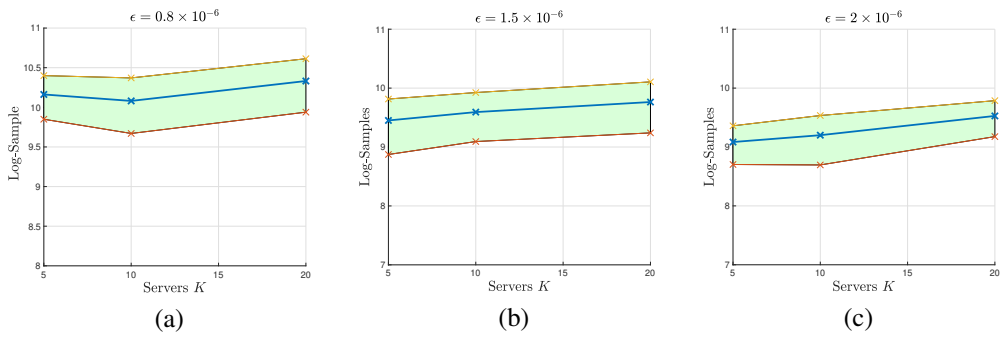 ϵ = 0.8 × 10⁻⁶
11
10.5
10
9.5
9
8.5
8
Log-Sample
5
10
15
20
Servers K
(a)
ϵ = 1.5 × 10⁻⁶
11
10
9
8
7
Log-Samples
5
10
15
20
Servers K
(b)
ϵ = 2 × 10⁻⁶
11
10
9
8
7
Log-Samples
5
10
15
20
Servers K
(c)